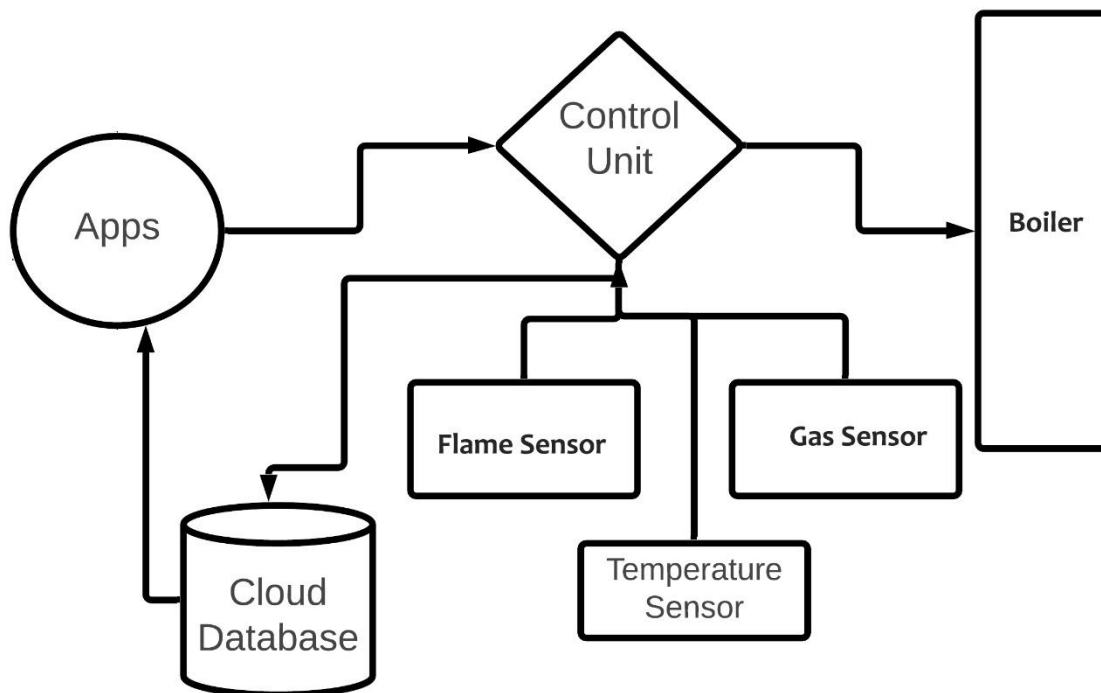 Control
Unit
Apps
Boiler
Flame Sensor
Gas Sensor
Temperature
Sensor
Cloud
Database